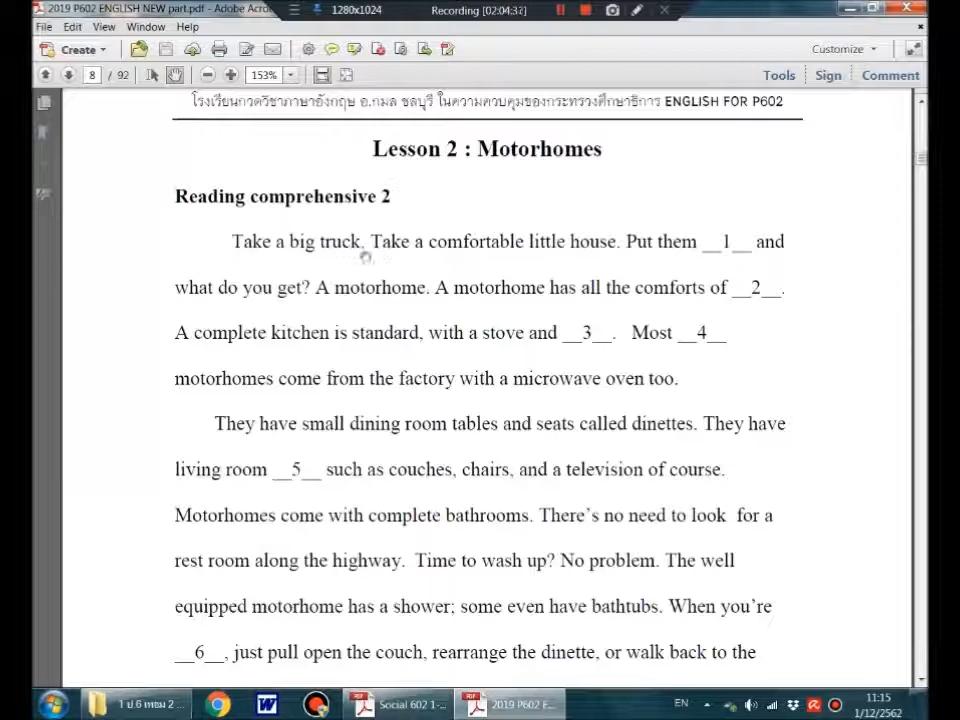 2019 P602 ENGLISH NEW part.pdf - Adobe Acro
1280x1024
Recording [02:04:32]
File Edit View Window Help
Create
Customize
8 / 92
153%
Tools Sign Comment
โรงเรียนกวดวิชาภาษาอังกฤษ อ.กมล ชลบุรี ในความควบคุมของกระทรวงศึกษาธิการ ENGLISH FOR P602
Lesson 2 : Motorhomes
Reading comprehensive 2
Take a big truck. Take a comfortable little house. Put them __1__ and
what do you get? A motorhome. A motorhome has all the comforts of __2__.
A complete kitchen is standard, with a stove and __3__. Most __4__
motorhomes come from the factory with a microwave oven too.
They have small dining room tables and seats called dinettes. They have
living room __5__ such as couches, chairs, and a television of course.
Motorhomes come with complete bathrooms. There's no need to look for a
rest room along the highway. Time to wash up? No problem. The well
equipped motorhome has a shower; some even have bathtubs. When you're
__6__, just pull open the couch, rearrange the dinette, or walk back to the
1 ป.6 เทอม 2 ...
Social 602 1-...
2019 P602 E...
EN
11:15
1/12/2562